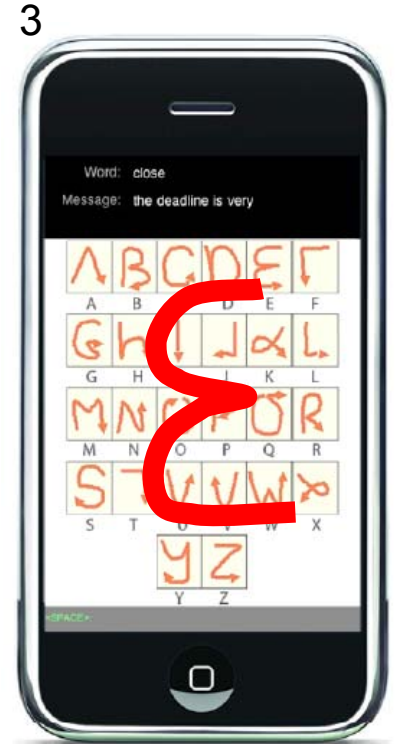 3
Word: close
Message: the deadline is very
A B D E F
G H J K L
M N O P Q R
S T U V W X
Y Z
<SPACE>